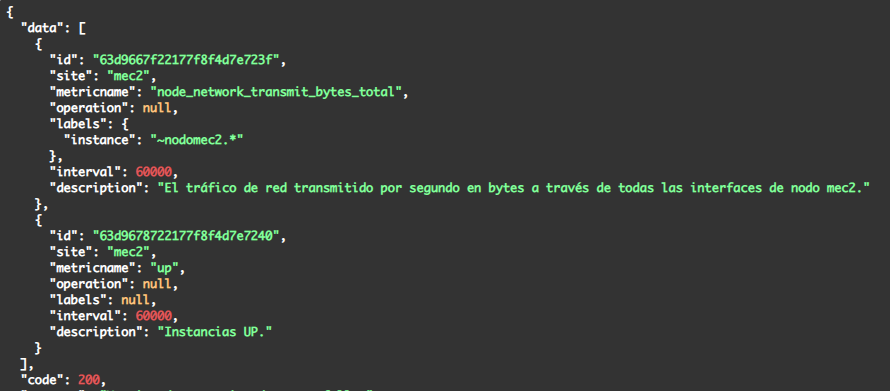 {
  "data": [
    {
      "id": "63d9667f22177f8f4d7e723f",
      "site": "mec2",
      "metricname": "node_network_transmit_bytes_total",
      "operation": null,
      "labels": {
        "instance": "~nodomec2.*"
      },
      "interval": 60000,
      "description": "El tráfico de red transmitido por segundo en bytes a través de todas las interfaces de nodo mec2."
    },
    {
      "id": "63d9678722177f8f4d7e7240",
      "site": "mec2",
      "metricname": "up",
      "operation": null,
      "labels": null,
      "interval": 60000,
      "description": "Instancias UP."
    }
  ],
  "code": 200,